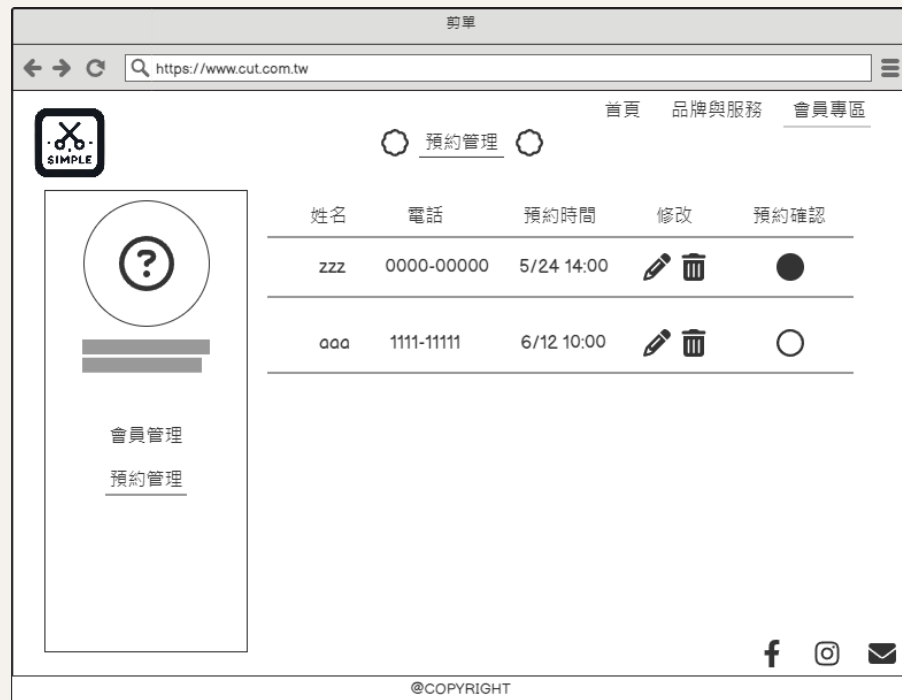 剪單
https://www.cut.com.tw
首頁 品牌與服務 會員專區
SIMPLE
預約管理
姓名 電話 預約時間 修改 預約確認
zzz 0000-00000 5/24 14:00
?
aaa 1111-11111 6/12 10:00
會員管理
預約管理
@COPYRIGHT